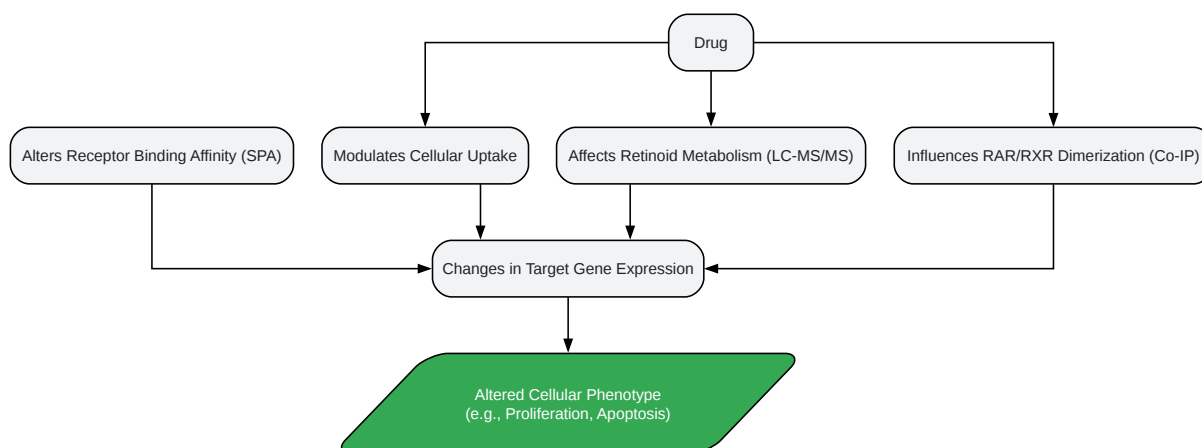 Drug
Alters Receptor Binding Affinity (SPA)
Modulates Cellular Uptake
Affects Retinoid Metabolism (LC-MS/MS)
Influences RAR/RXR Dimerization (Co-IP)
Changes in Target Gene Expression
Altered Cellular Phenotype
(e.g., Proliferation, Apoptosis)